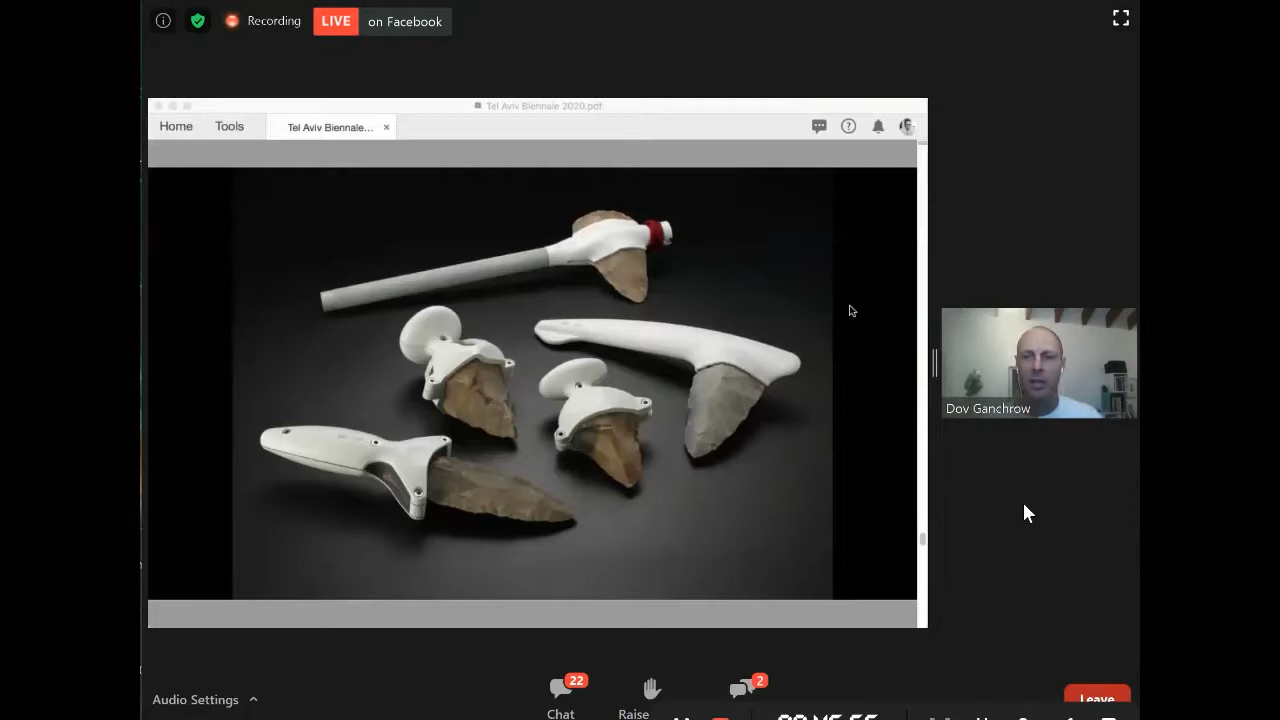 Recording
LIVE
on Facebook
Tel Aviv Biennale 2020.pdf
Home
Tools
Tel Aviv Biennale...
Dov Ganchrow
Audio Settings
22
Chat
Raise
2
Leave